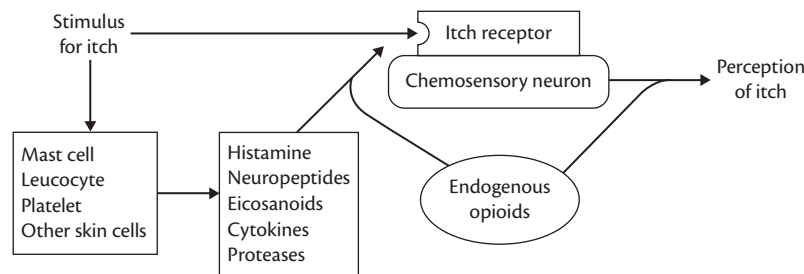 Stimulus
for itch
Itch receptor
Chemosensory neuron
Perception
of itch
Mast cell
Leucocyte
Platelet
Other skin cells
Histamine
Neuropeptides
Eicosanoids
Cytokines
Proteases
Endogenous
opioids